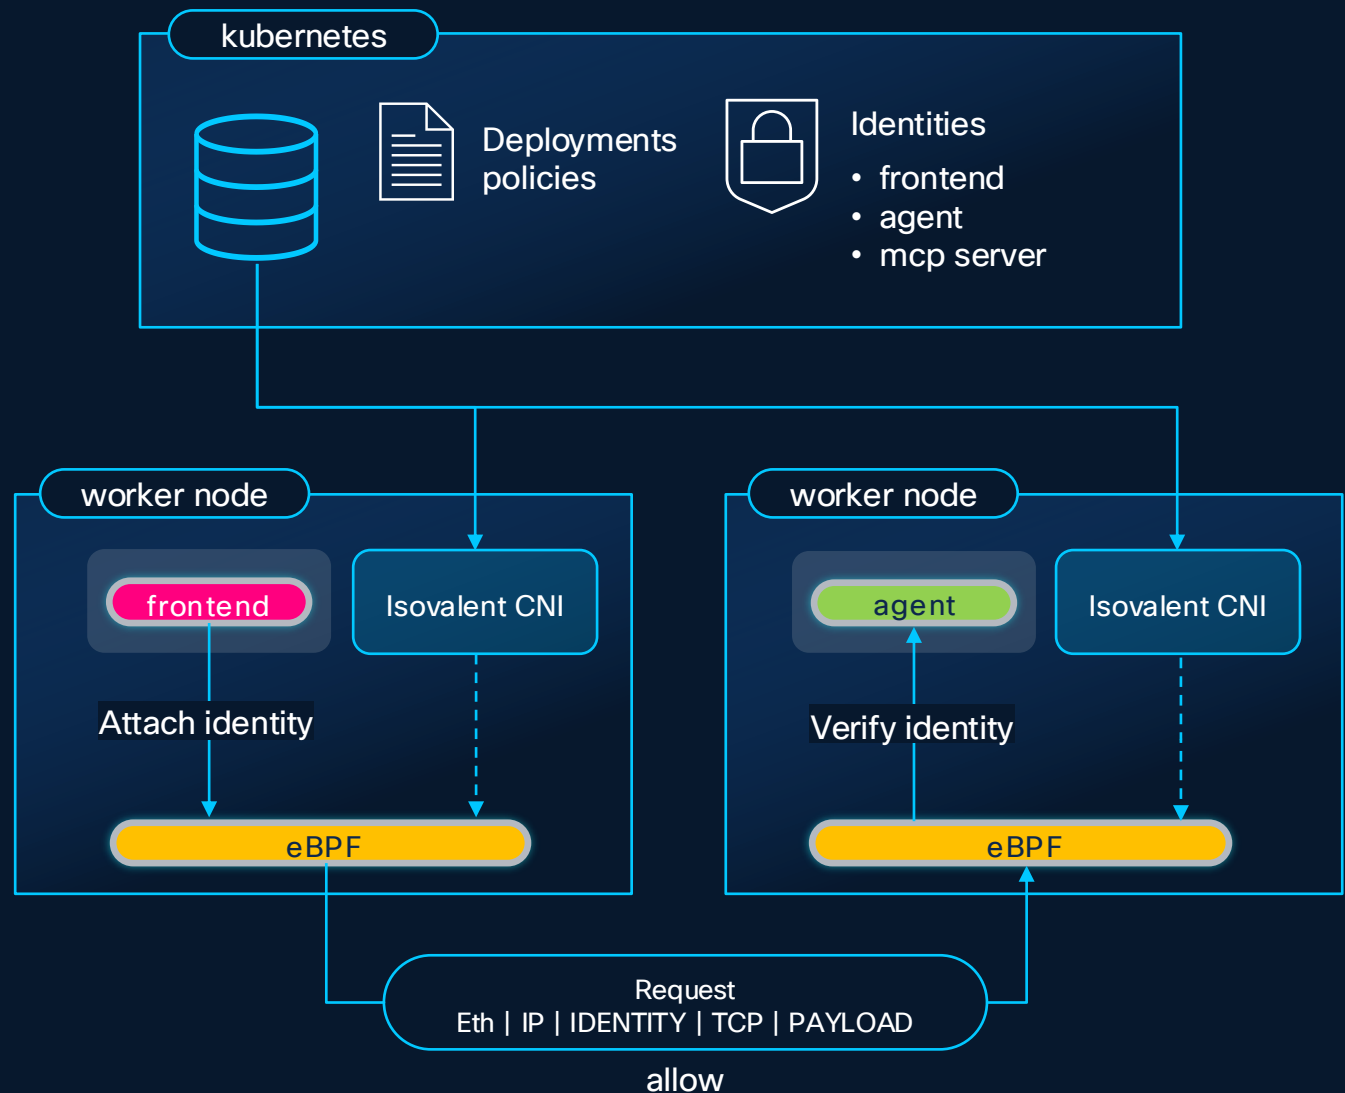 kubernetes
Deployments
policies
Identities
• frontend
• agent
• mcp server
worker node
frontend
Isovalent CNI
Attach identity
eBPF
worker node
agent
Isovalent CNI
Verify identity
eBPF
Request
Eth | IP | IDENTITY | TCP | PAYLOAD
allow